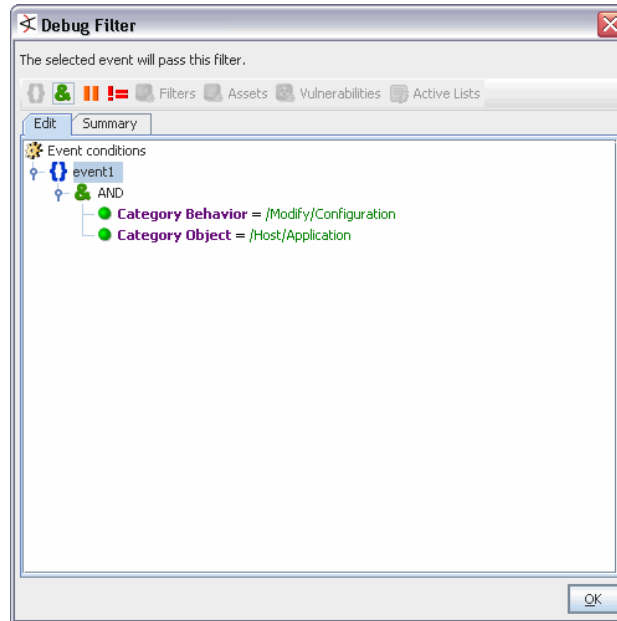 Debug Filter
The selected event will pass this filter.
{} & != Filters Assets Vulnerabilities Active Lists
Edit Summary
Event conditions
{} event1
& AND
Category Behavior = /Modify/Configuration
Category Object = /Host/Application
OK